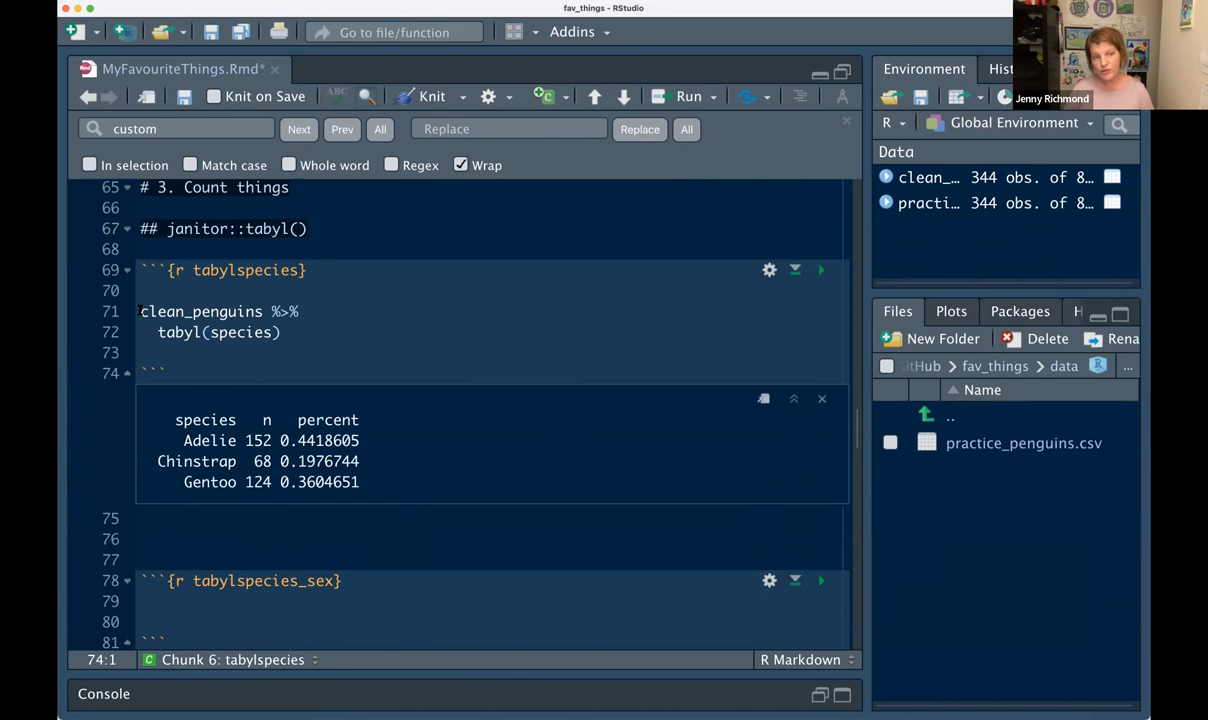 fav_things - RStudio
Go to file/function
Addins
Jenny Richmond
MyFavouriteThings.Rmd*
Environment
His
Knit on Save
ABC
Knit
Run
R
Global Environment
custom
Next
Prev
All
Replace
Replace
All
In selection
Match case
Whole word
Regex
Wrap
Data
clean_… 344 obs. of 8…
practi… 344 obs. of 8…
65 # 3. Count things
66
67 ## janitor::tabyl()
68
69 ```{r tabylspecies}
70
71 clean_penguins %>%
72 tabyl(species)
73
74 ```
species n percent
Adelie 152 0.4418605
Chinstrap 68 0.1976744
Gentoo 124 0.3604651
75
76
77
78 ```{r tabylspecies_sex}
79
80
81 ```
74:1
Chunk 6: tabylspecies
R Markdown
Console
Files
Plots
Packages
H
New Folder
Delete
Rena
GitHub
fav_things
data
...
Name
..
practice_penguins.csv